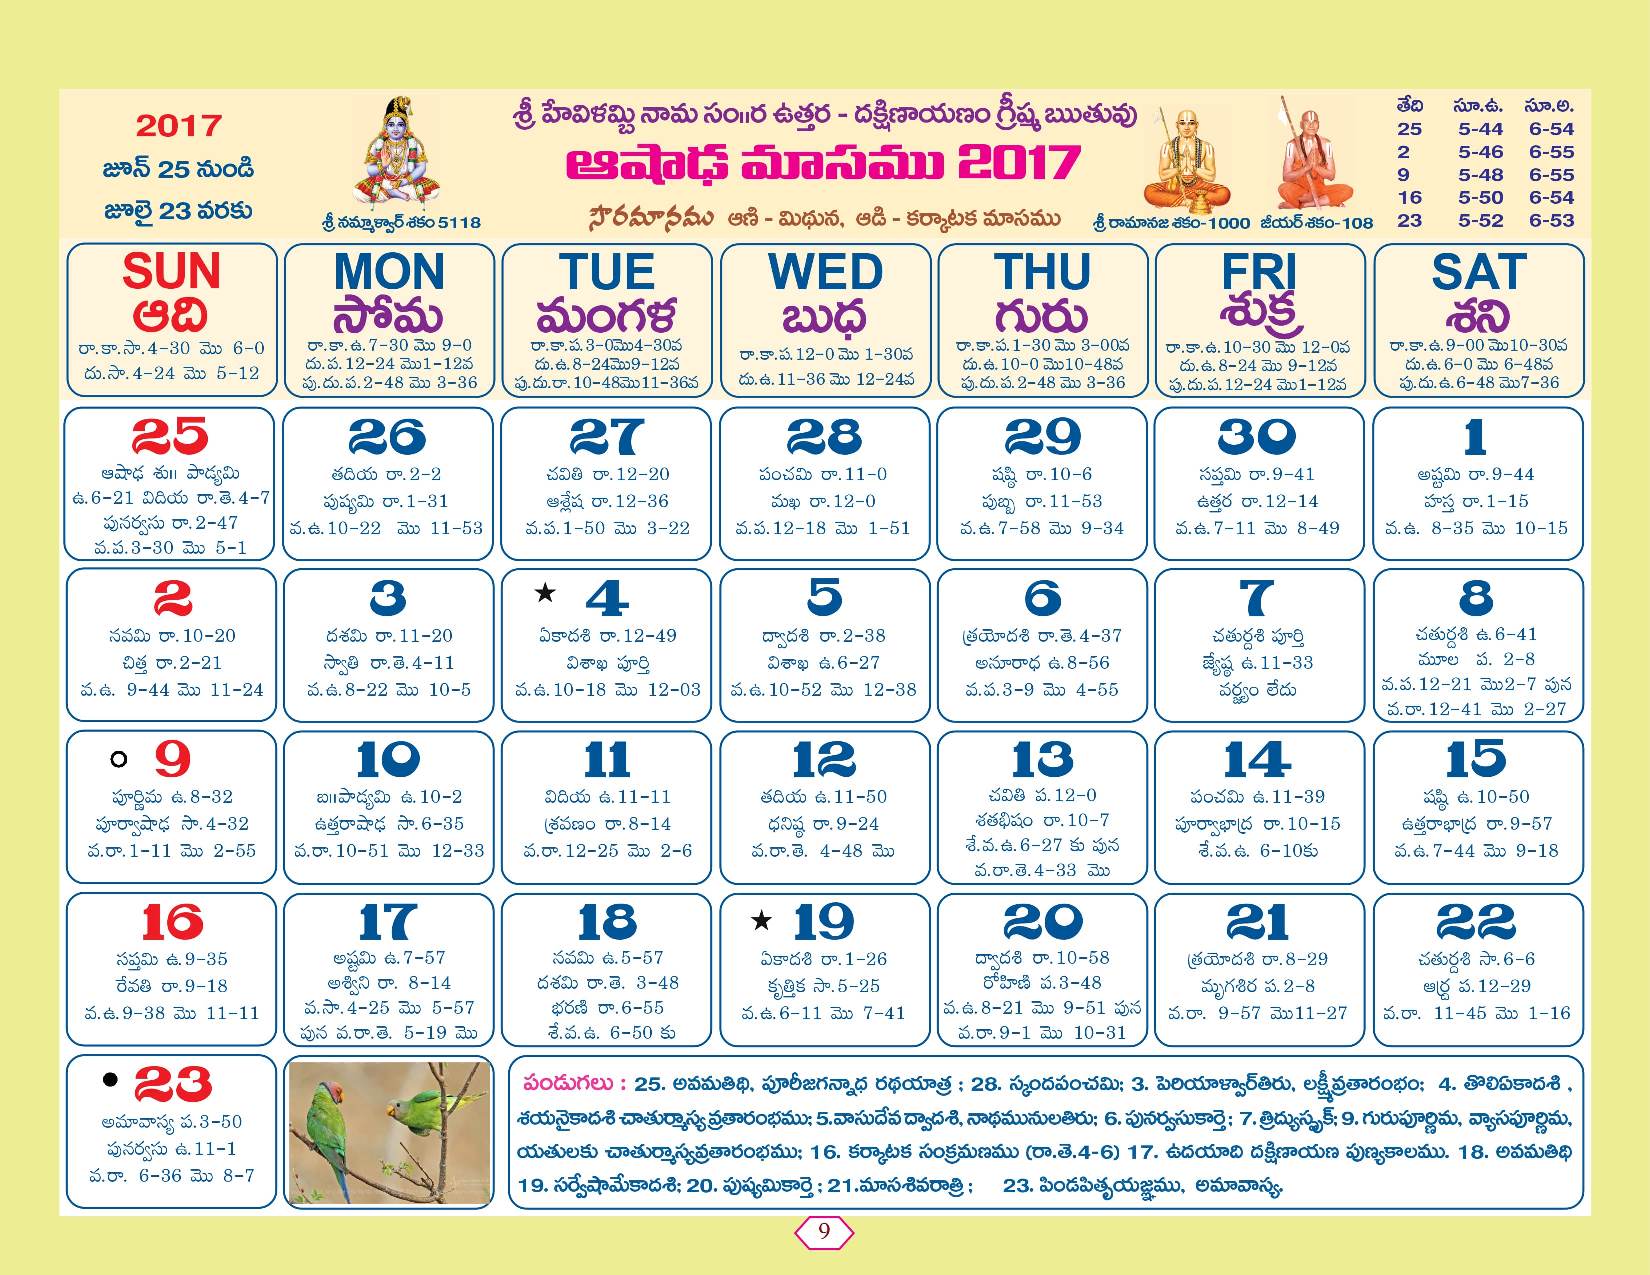 2017
జూన్ 25 నుండి
జూలై 23 వరకు
శ్రీ నమ్మాళ్వార్ శకం 5118
శ్రీ హేవిళమ్బి నామ సం॥ర ఉత్తర - దక్షిణాయణం గ్రీష్మ ఋతువు
ఆషాఢ మాసము 2017
సౌరమానము ఆణి - మిథున, ఆడి - కర్కాటక మాసము
శ్రీ రామానజ శకం-1000 జీయర్ శకం-108
తేది సూ.ఉ. సూ.అ.
25 5-44 6-54
2 5-46 6-55
9 5-48 6-55
16 5-50 6-54
23 5-52 6-53
SUN
ఆది
రా.కా.సా.4-30 మొ 6-0
దు.సా.4-24 మొ 5-12
MON
సోమ
రా.కా.ఉ.7-30 మొ 9-0
దు.ప.12-24 మొ1-12వ
పు.దు.ప.2-48 మొ 3-36
TUE
మంగళ
రా.కా.ప.3-0మొ4-30వ
దు.ఉ.8-24మొ9-12వ
పు.దు.రా.10-48మొ11-36వ
WED
బుధ
రా.కా.ప.12-0 మొ 1-30వ
దు.ఉ.11-36 మొ 12-24వ
THU
గురు
రా.కా.ప.1-30 మొ 3-00వ
దు.ఉ.10-0 మొ10-48వ
పు.దు.ప.2-48 మొ 3-36
FRI
శుక్ర
రా.కా.ఉ.10-30 మొ 12-0వ
దు.ఉ.8-24 మొ 9-12వ
పు.దు.ప.12-24 మొ1-12వ
SAT
శని
రా.కా.ఉ.9-00 మొ10-30వ
దు.ఉ.6-0 మొ 6-48వ
పు.దు.ఉ.6-48 మొ7-36
25
ఆషాఢ శు॥ పాడ్యమి
ఉ.6-21 విదియ రా.తె.4-7
పునర్వసు రా.2-47
వ.ప.3-30 మొ 5-1
26
తదియ రా.2-2
పుష్యమి రా.1-31
వ.ఉ.10-22 మొ 11-53
27
చవితి రా.12-20
ఆశ్లేష రా.12-36
వ.ప.1-50 మొ 3-22
28
పంచమి రా.11-0
మఖ రా.12-0
వ.ప.12-18 మొ 1-51
29
షష్ఠి రా.10-6
పుబ్బ రా.11-53
వ.ఉ.7-58 మొ 9-34
30
సప్తమి రా.9-41
ఉత్తర రా.12-14
వ.ఉ.7-11 మొ 8-49
1
అష్టమి రా.9-44
హస్త రా.1-15
వ.ఉ. 8-35 మొ 10-15
2
నవమి రా.10-20
చిత్త రా.2-21
వ.ఉ. 9-44 మొ 11-24
3
దశమి రా.11-20
స్వాతి రా.తె.4-11
వ.ఉ.8-22 మొ 10-5
★ 4
ఏకాదశి రా.12-49
విశాఖ పూర్తి
వ.ఉ.10-18 మొ 12-03
5
ద్వాదశి రా.2-38
విశాఖ ఉ.6-27
వ.ఉ.10-52 మొ 12-38
6
త్రయోదశి రా.తె.4-37
అనూరాధ ఉ.8-56
వ.ప.3-9 మొ 4-55
7
చతుర్దశి పూర్తి
జ్యేష్ఠ ఉ.11-33
వర్జ్యం లేదు
8
చతుర్దశి ఉ.6-41
మూల ప. 2-8
వ.ప.12-21 మొ2-7 పున
వ.రా.12-41 మొ 2-27
9
పూర్ణిమ ఉ.8-32
పూర్వాషాఢ సా.4-32
వ.రా.1-11 మొ 2-55
10
బ॥పాడ్యమి ఉ.10-2
ఉత్తరాషాఢ సా.6-35
వ.రా.10-51 మొ 12-33
11
విదియ ఉ.11-11
శ్రవణం రా.8-14
వ.రా.12-25 మొ 2-6
12
తదియ ఉ.11-50
ధనిష్ఠ రా.9-24
వ.రా.తె. 4-48 మొ
13
చవితి ప.12-0
శతభిషం రా.10-7
శే.వ.ఉ.6-27 కు పున
వ.రా.తె.4-33 మొ
14
పంచమి ఉ.11-39
పూర్వాభాద్ర రా.10-15
శే.వ.ఉ. 6-10కు
15
షష్ఠి ఉ.10-50
ఉత్తరాభాద్ర రా.9-57
వ.ఉ.7-44 మొ 9-18
16
సప్తమి ఉ.9-35
రేవతి రా.9-18
వ.ఉ.9-38 మొ 11-11
17
అష్టమి ఉ.7-57
అశ్విని రా. 8-14
వ.సా.4-25 మొ 5-57
పున వ.రా.తె. 5-19 మొ
18
నవమి ఉ.5-57
దశమి రా.తె. 3-48
భరణి రా.6-55
శే.వ.ఉ. 6-50 కు
★ 19
ఏకాదశి రా.1-26
కృత్తిక సా.5-25
వ.ఉ.6-11 మొ 7-41
20
ద్వాదశి రా.10-58
రోహిణి ప.3-48
వ.ఉ.8-21 మొ 9-51 పున
వ.రా.9-1 మొ 10-31
21
త్రయోదశి రా.8-29
మృగశిర ప.2-8
వ.రా. 9-57 మొ11-27
22
చతుర్దశి సా.6-6
ఆర్ద్ర ప.12-29
వ.రా. 11-45 మొ 1-16
23
అమావాస్య ప.3-50
పునర్వసు ఉ.11-1
వ.రా. 6-36 మొ 8-7
పండుగలు : 25. అవమతిథి, పూరీజగన్నాధ రథయాత్ర ; 28. స్కందపంచమి; 3. పెరియాళ్వార్‌తిరు, లక్ష్మీవ్రతారంభం; 4. తొలిఏకాదశి ,
శయనైకాదశి చాతుర్మాస్య వ్రతారంభము; 5.వాసుదేవ ద్వాదశి, నాథమునులతిరు; 6. పునర్వసుకార్తె ; 7.త్రిద్యుస్పృక్; 9. గురుపూర్ణిమ, వ్యాసపూర్ణిమ,
యతులకు చాతుర్మాస్యవ్రతారంభము; 16. కర్కాటక సంక్రమణము (రా.తె.4-6) 17. ఉదయాది దక్షిణాయణ పుణ్యకాలము. 18. అవమతిథి
19. సర్వేషామేకాదశి; 20. పుష్యమికార్తె ; 21.మాసశివరాత్రి ; 23. పిండపితృయజ్ఞము, అమావాస్య.
9